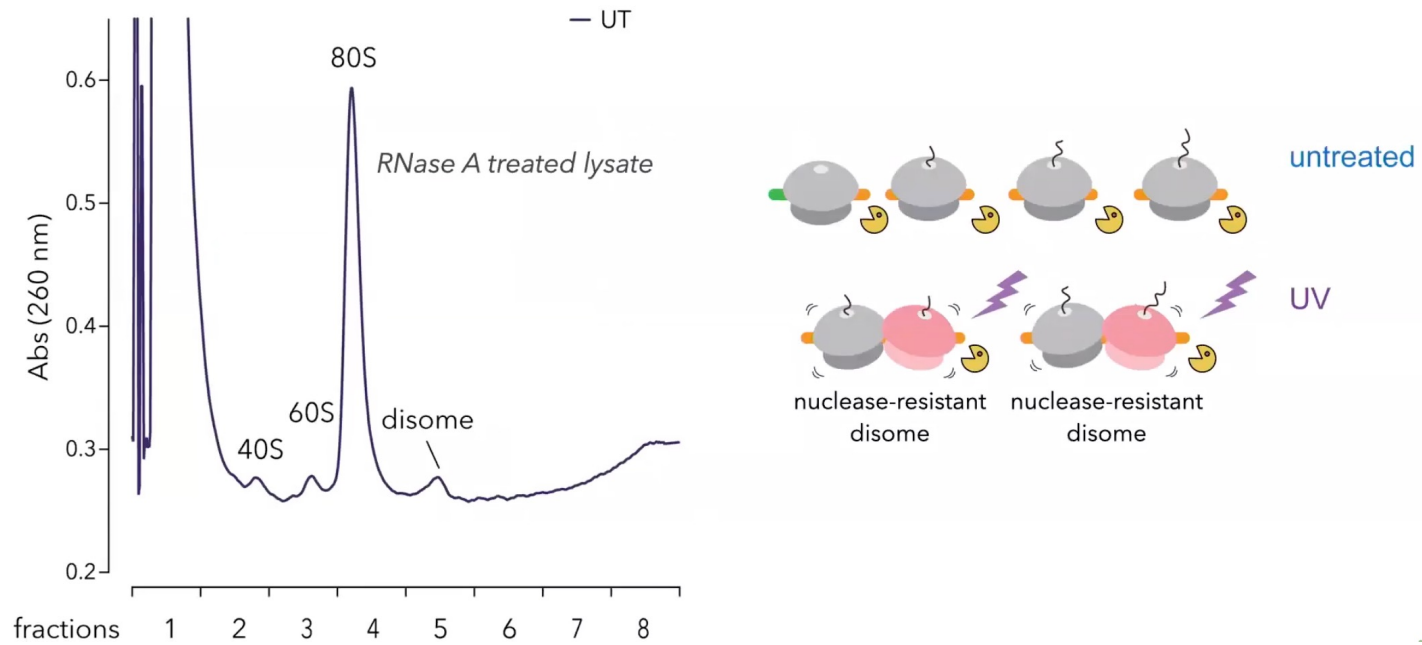 UT
80S
0.6
RNase A treated lysate
0.5
Abs (260 nm)
0.4
60S
disome
40S
0.3
0.2
fractions 1 2 3 4 5 6 7 8
untreated
UV
nuclease-resistant
disome
nuclease-resistant
disome